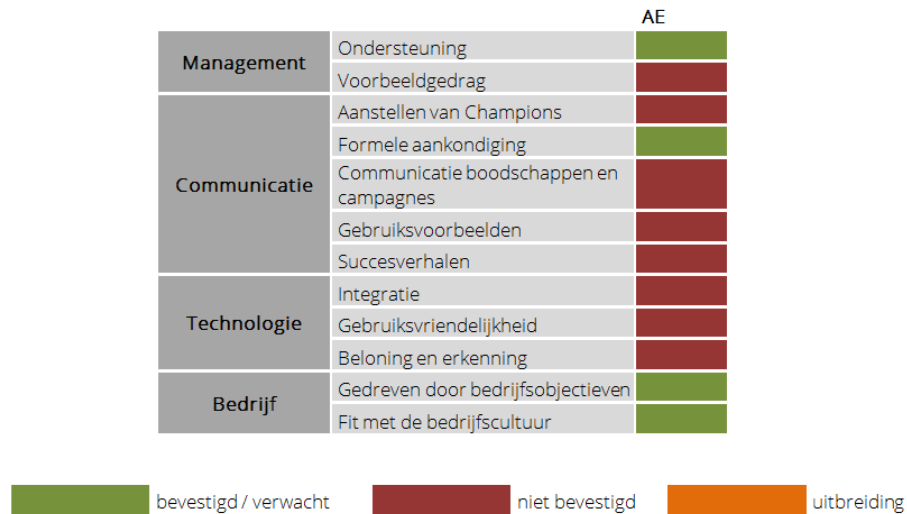 AE
Management
Ondersteuning
Voorbeeldgedrag
Communicatie
Aanstellen van Champions
Formele aankondiging
Communicatie boodschappen en
campagnes
Gebruiksvoorbeelden
Succesverhalen
Technologie
Integratie
Gebruiksvriendelijkheid
Beloning en erkenning
Bedrijf
Gedreven door bedrijfsobjectieven
Fit met de bedrijfscultuur
bevestigd / verwacht
niet bevestigd
uitbreiding